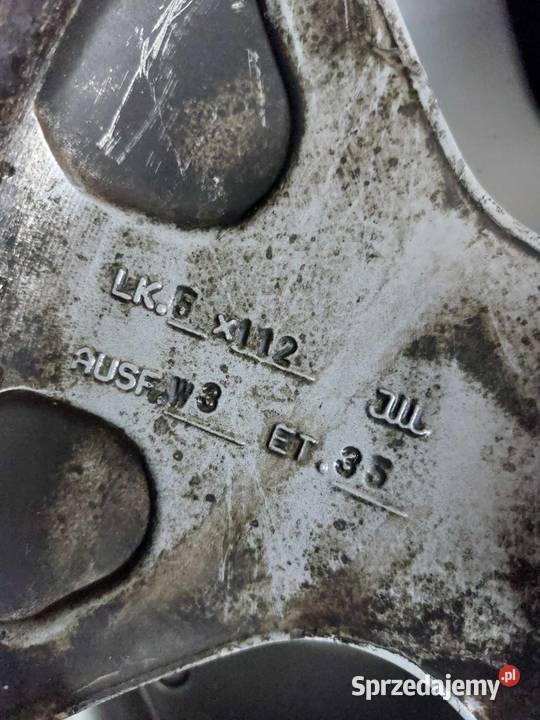 LK.5 x112
AUSF.W3 ET.35
JWL
Sprzedajemy.pl